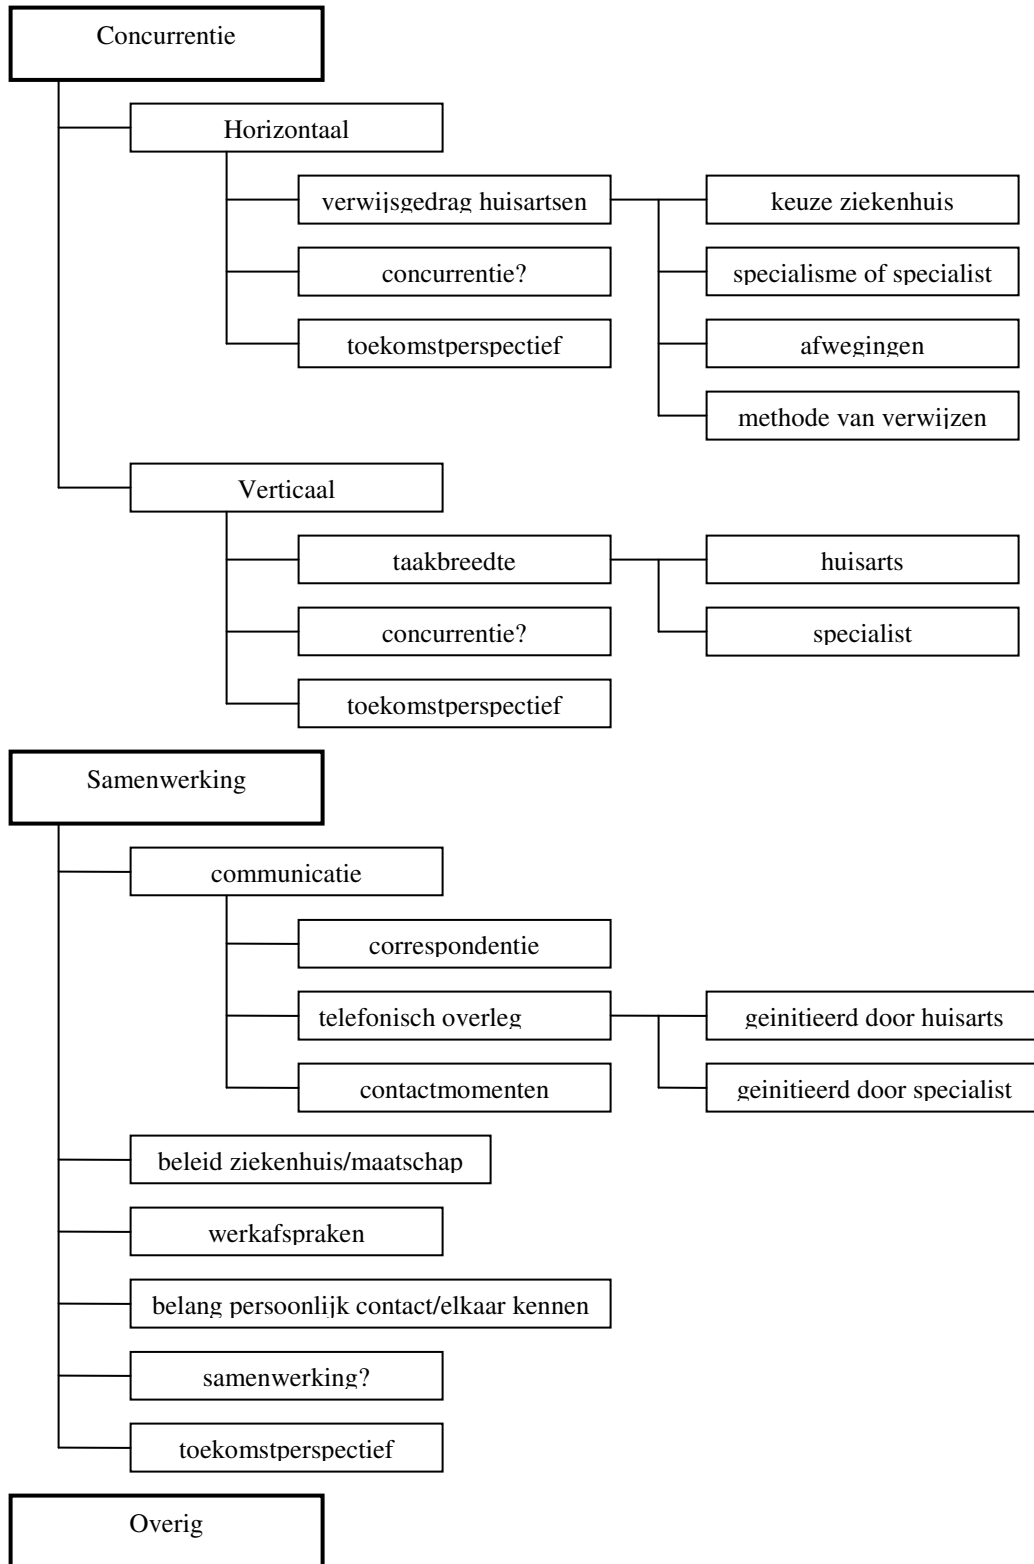 Concurrentie
Horizontaal
verwijsgedrag huisartsen
keuze ziekenhuis
concurrentie?
specialisme of specialist
toekomstperspectief
afwegingen
methode van verwijzen
Verticaal
taakbreedte
huisarts
concurrentie?
specialist
toekomstperspectief
Samenwerking
communicatie
correspondentie
telefonisch overleg
geinitieerd door huisarts
contactmomenten
geinitieerd door specialist
beleid ziekenhuis/maatschap
werkafspraken
belang persoonlijk contact/elkaar kennen
samenwerking?
toekomstperspectief
Overig